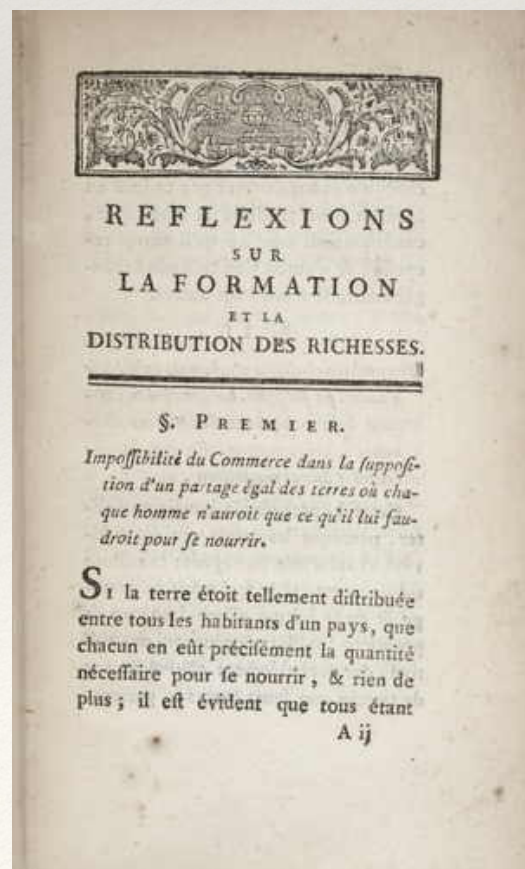 REFLEXIONS
SUR
LA FORMATION
ET LA
DISTRIBUTION DES RICHESSES.
§. PREMIER.
Impoſſibilité du Commerce dans la ſuppoſi-
tion d'un partage égal des terres où cha-
que homme n'auroit que ce qu'il lui fau-
droit pour ſe nourrir.
SI la terre étoit tellement diſtribuée
entre tous les habitants d'un pays, que
chacun en eût préciſément la quantité
néceſſaire pour ſe nourrir, & rien de
plus; il eſt évident que tous étant
A ij